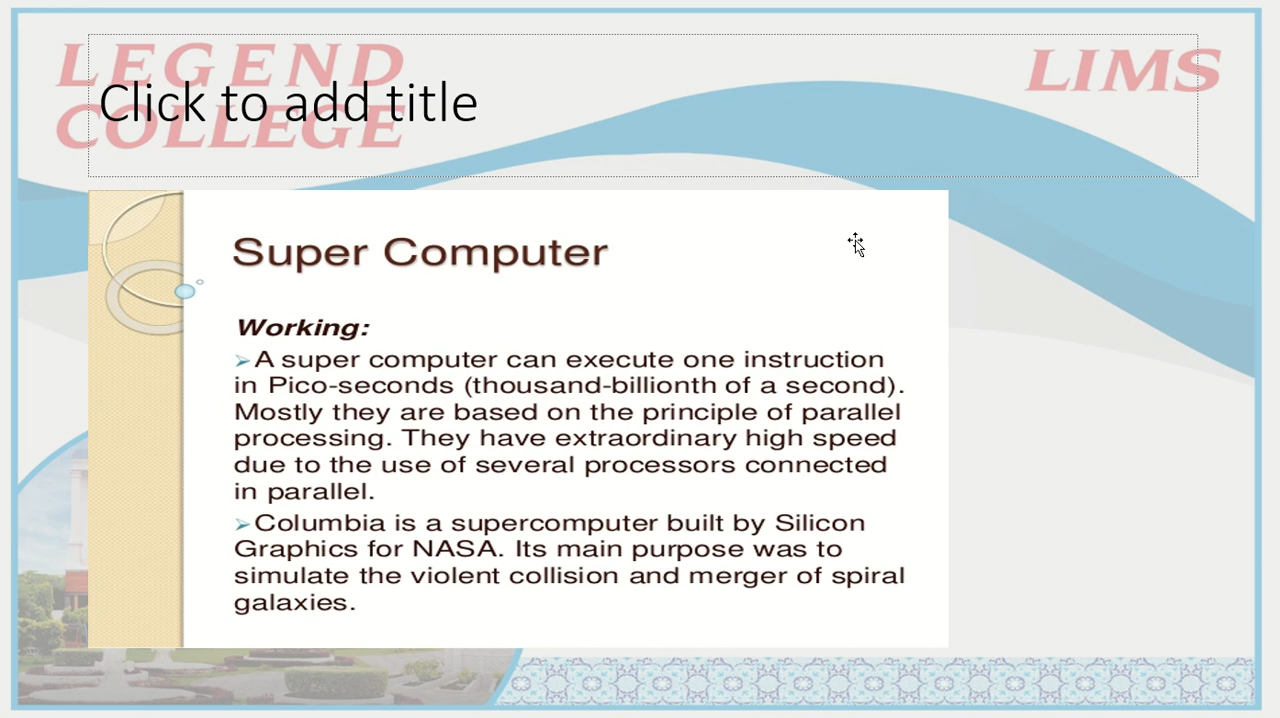 LEGEND
COLLEGE
LIMS
Click to add title
Super Computer
Working:
➢A super computer can execute one instruction
in Pico-seconds (thousand-billionth of a second).
Mostly they are based on the principle of parallel
processing. They have extraordinary high speed
due to the use of several processors connected
in parallel.
➢Columbia is a supercomputer built by Silicon
Graphics for NASA. Its main purpose was to
simulate the violent collision and merger of spiral
galaxies.